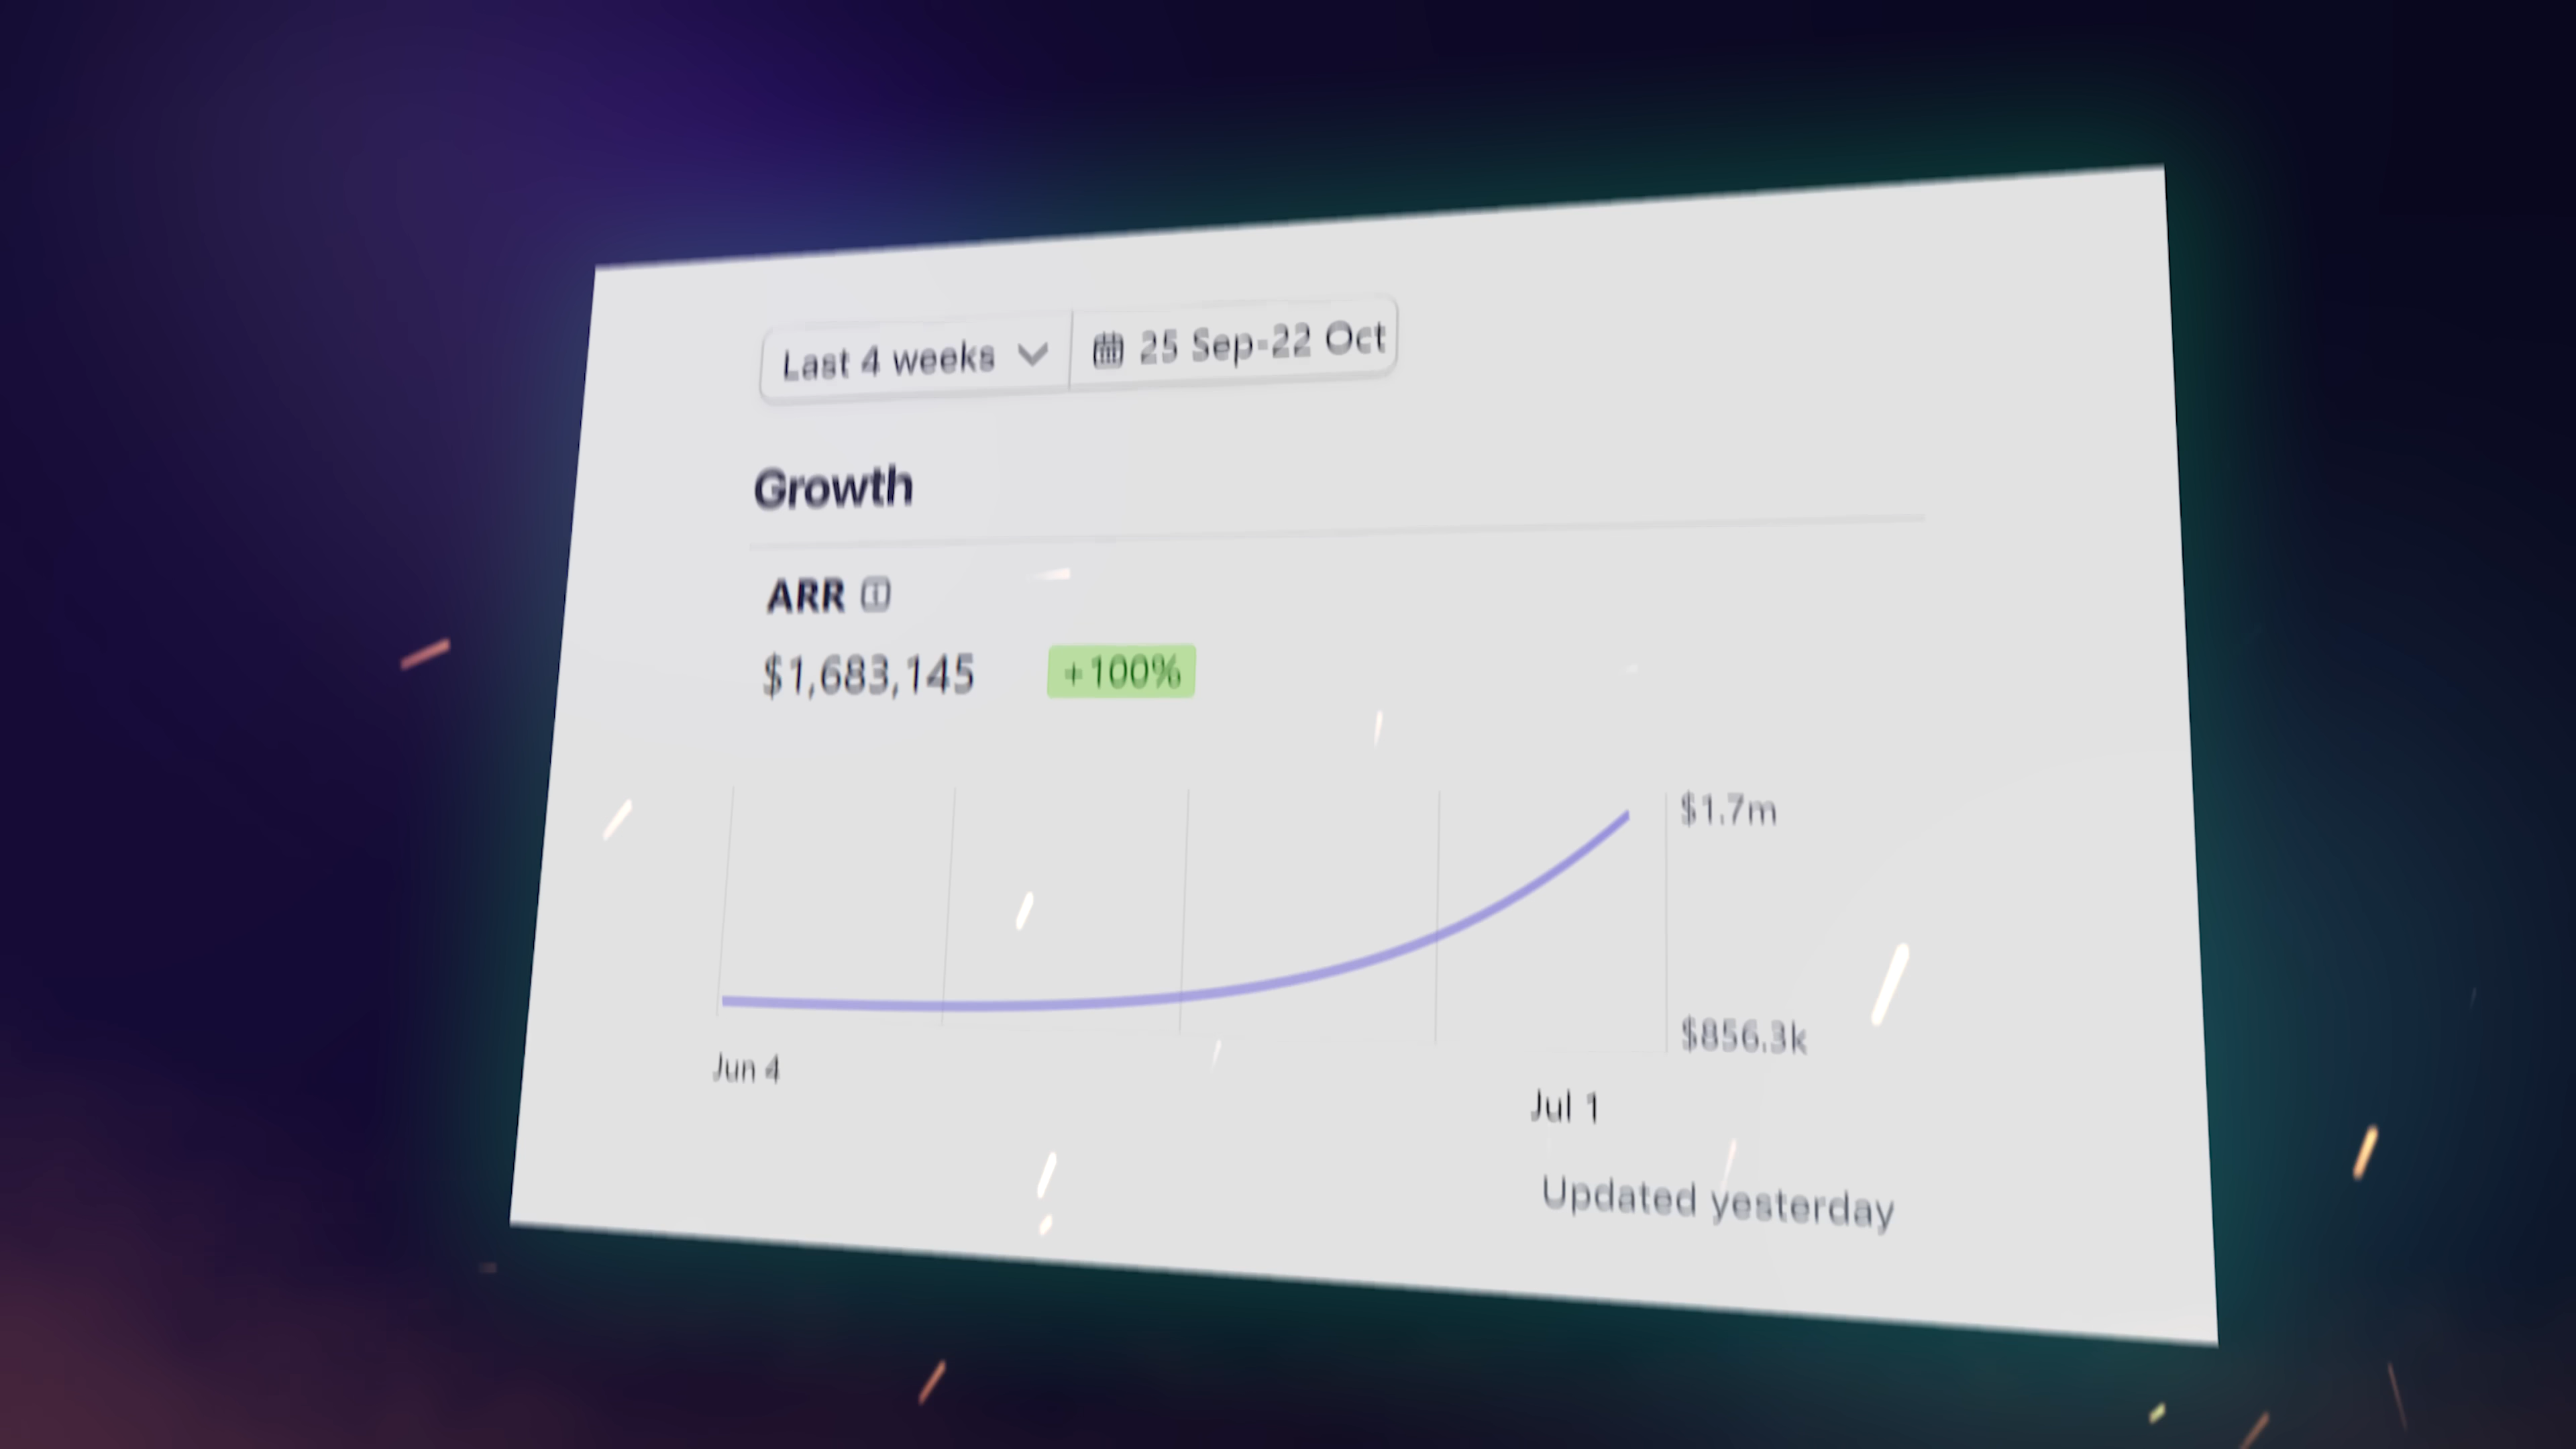 Last 4 weeks 25 Sep-22 Oct
Growth
ARR
$1,683,145 +100%
$1.7m
$856.3k
Jun 4
Jul 1
Updated yesterday